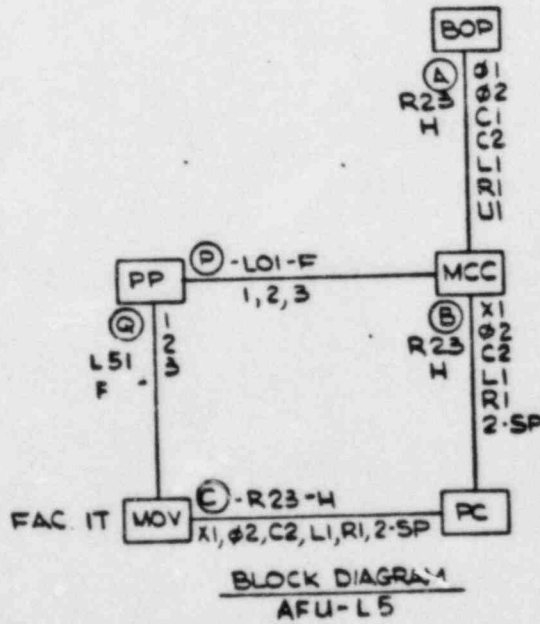 BOP
A
R23
H
Ø1
Ø2
C1
C2
L1
R1
U1
PP
P -L01-F
1, 2, 3
MCC
Q
L51
F
1
2
3
B
R23
H
X1
Ø2
C2
L1
R1
2-SP
FAC. IT
MOV
C -R23-H
X1, Ø2, C2, L1, R1, 2-SP
PC
BLOCK DIAGRAM
AFU-L5